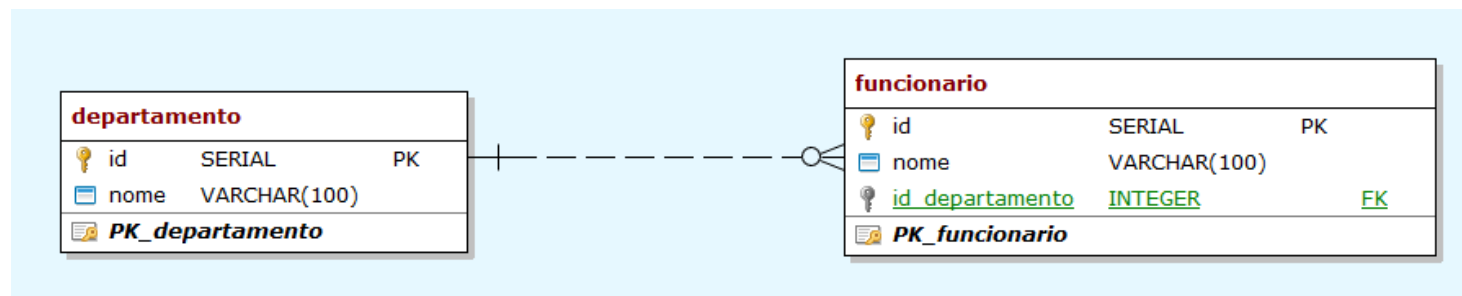 departamento
id SERIAL PK
nome VARCHAR(100)
PK_departamento
funcionario
id SERIAL PK
nome VARCHAR(100)
id_departamento INTEGER FK
PK_funcionario